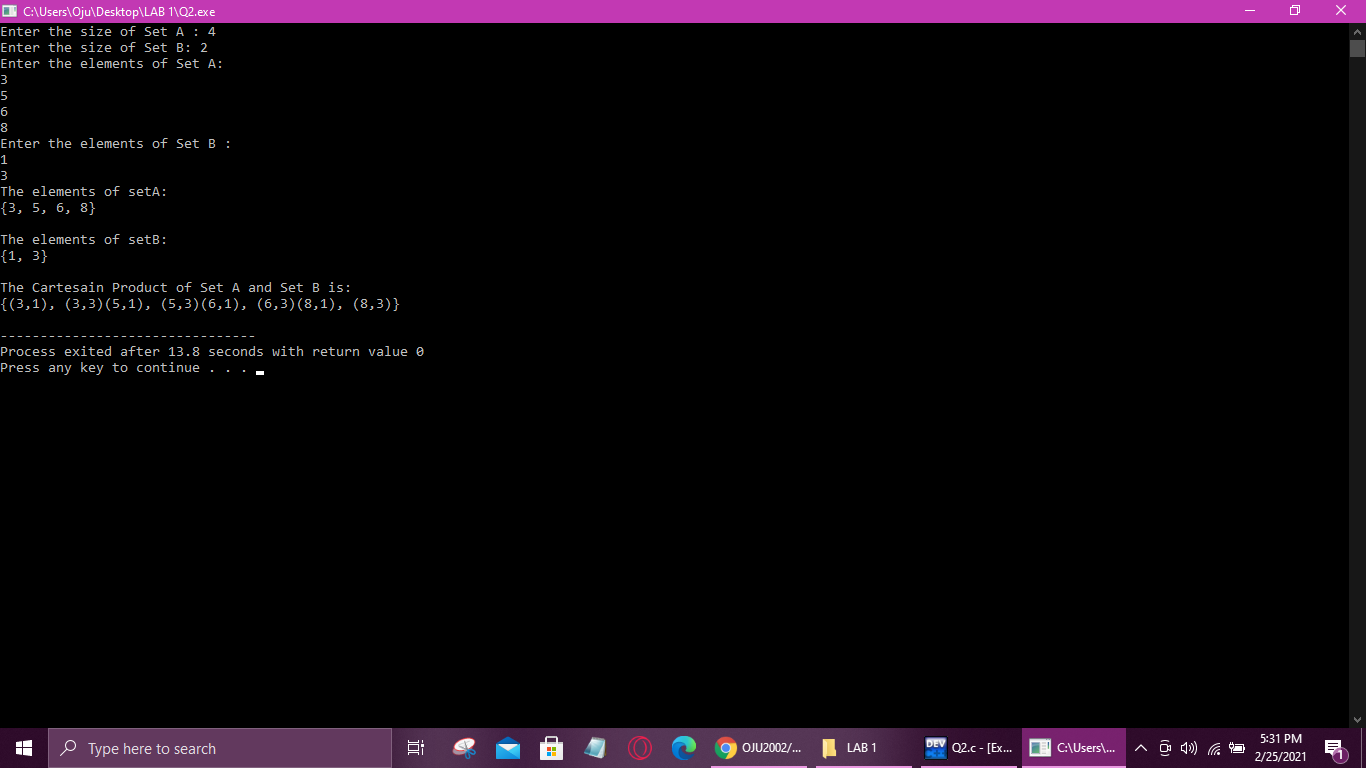 C:\Users\Oju\Desktop\LAB 1\Q2.exe
Enter the size of Set A : 4
Enter the size of Set B: 2
Enter the elements of Set A:
3
5
6
8
Enter the elements of Set B :
1
3
The elements of setA:
{3, 5, 6, 8}
The elements of setB:
{1, 3}
The Cartesain Product of Set A and Set B is:
{(3,1), (3,3)(5,1), (5,3)(6,1), (6,3)(8,1), (8,3)}
--------------------------------
Process exited after 13.8 seconds with return value 0
Press any key to continue . . .
Type here to search
OJU2002/...
LAB 1
DEV
Q2.c - [Ex...
C:\Users\...
5:31 PM
2/25/2021
1